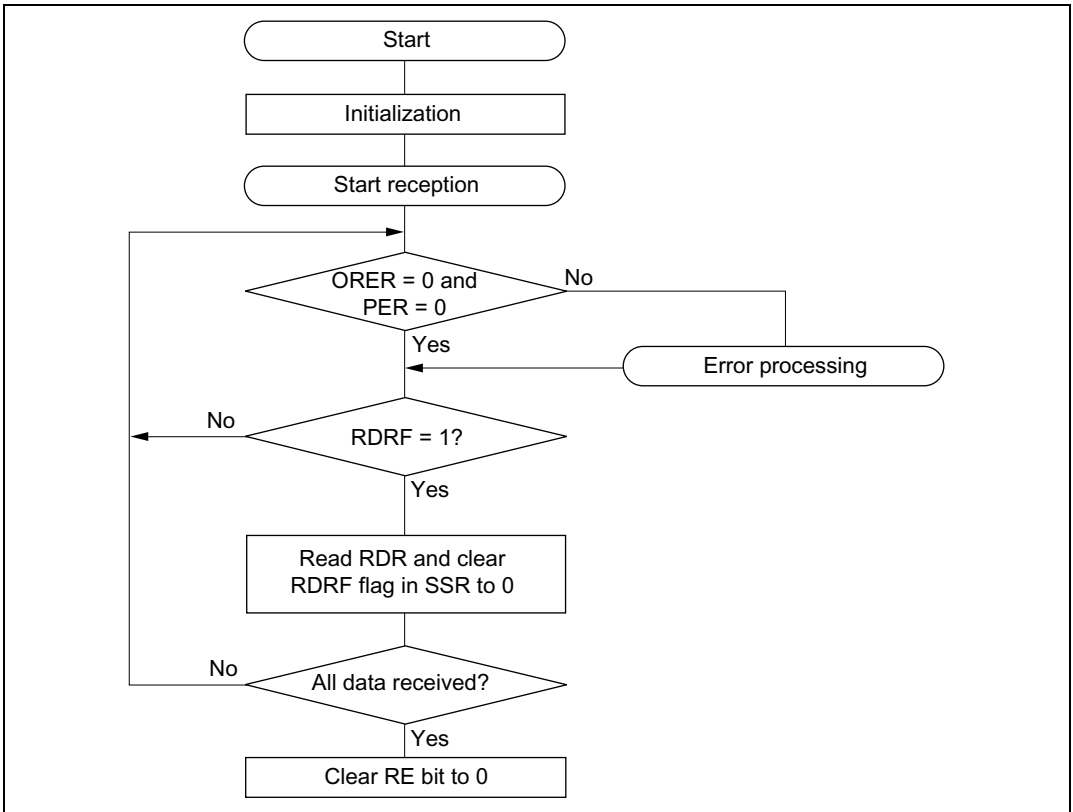 Start
Initialization
Start reception
ORER = 0 and
PER = 0
No
Yes
Error processing
No
RDRF = 1?
Yes
Read RDR and clear
RDRF flag in SSR to 0
No
All data received?
Yes
Clear RE bit to 0